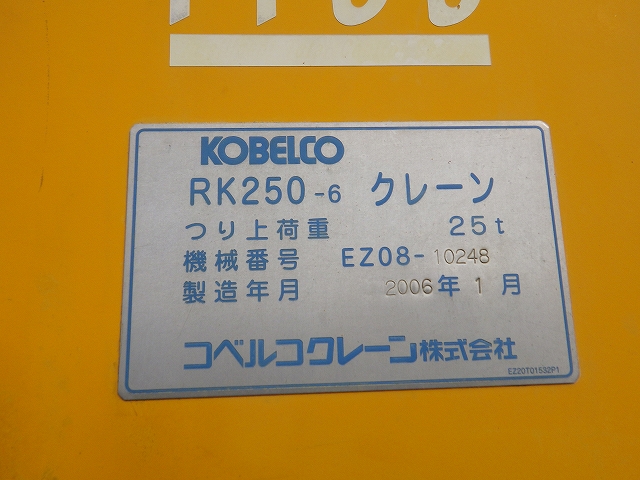 KOBELCO
RK250-6 クレーン
つり上荷重 25t
機械番号 EZ08-10248
製造年月 2006年1月
コベルコクレーン株式会社
EZ20T01532P1